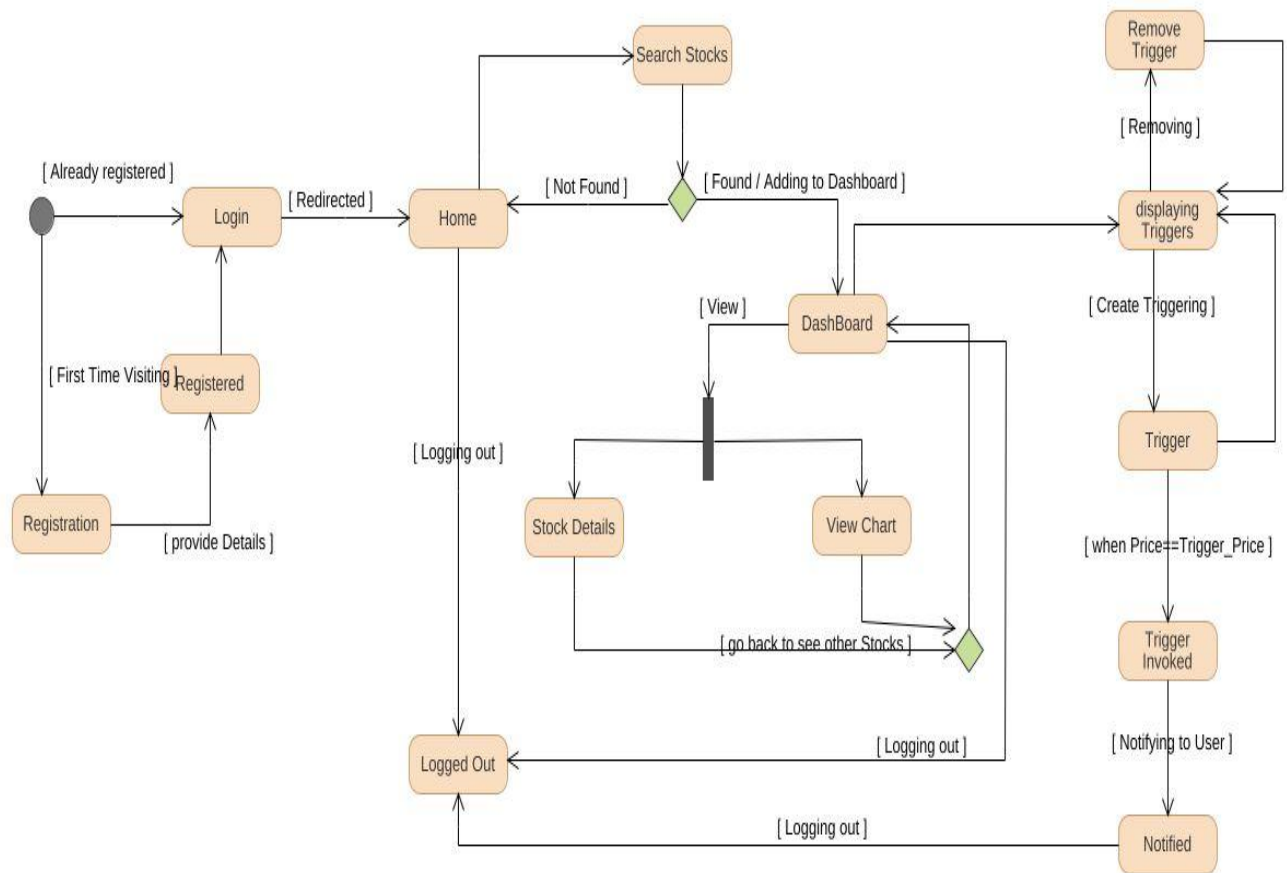 Remove
Trigger
Search Stocks
[ Removing ]
[ Already registered ]
[ Redirected ]
[ Not Found ]
[ Found / Adding to Dashboard ]
Login
Home
displaying
Triggers
[ View ]
[ Create Triggering ]
DashBoard
[ First Time Visiting ]
Registered
[ Logging out ]
Trigger
Registration
Stock Details
View Chart
[ provide Details ]
[ when Price==Trigger_Price ]
[ go back to see other Stocks ]
Trigger
Invoked
[ Logging out ]
[ Notifying to User ]
Logged Out
[ Logging out ]
Notified